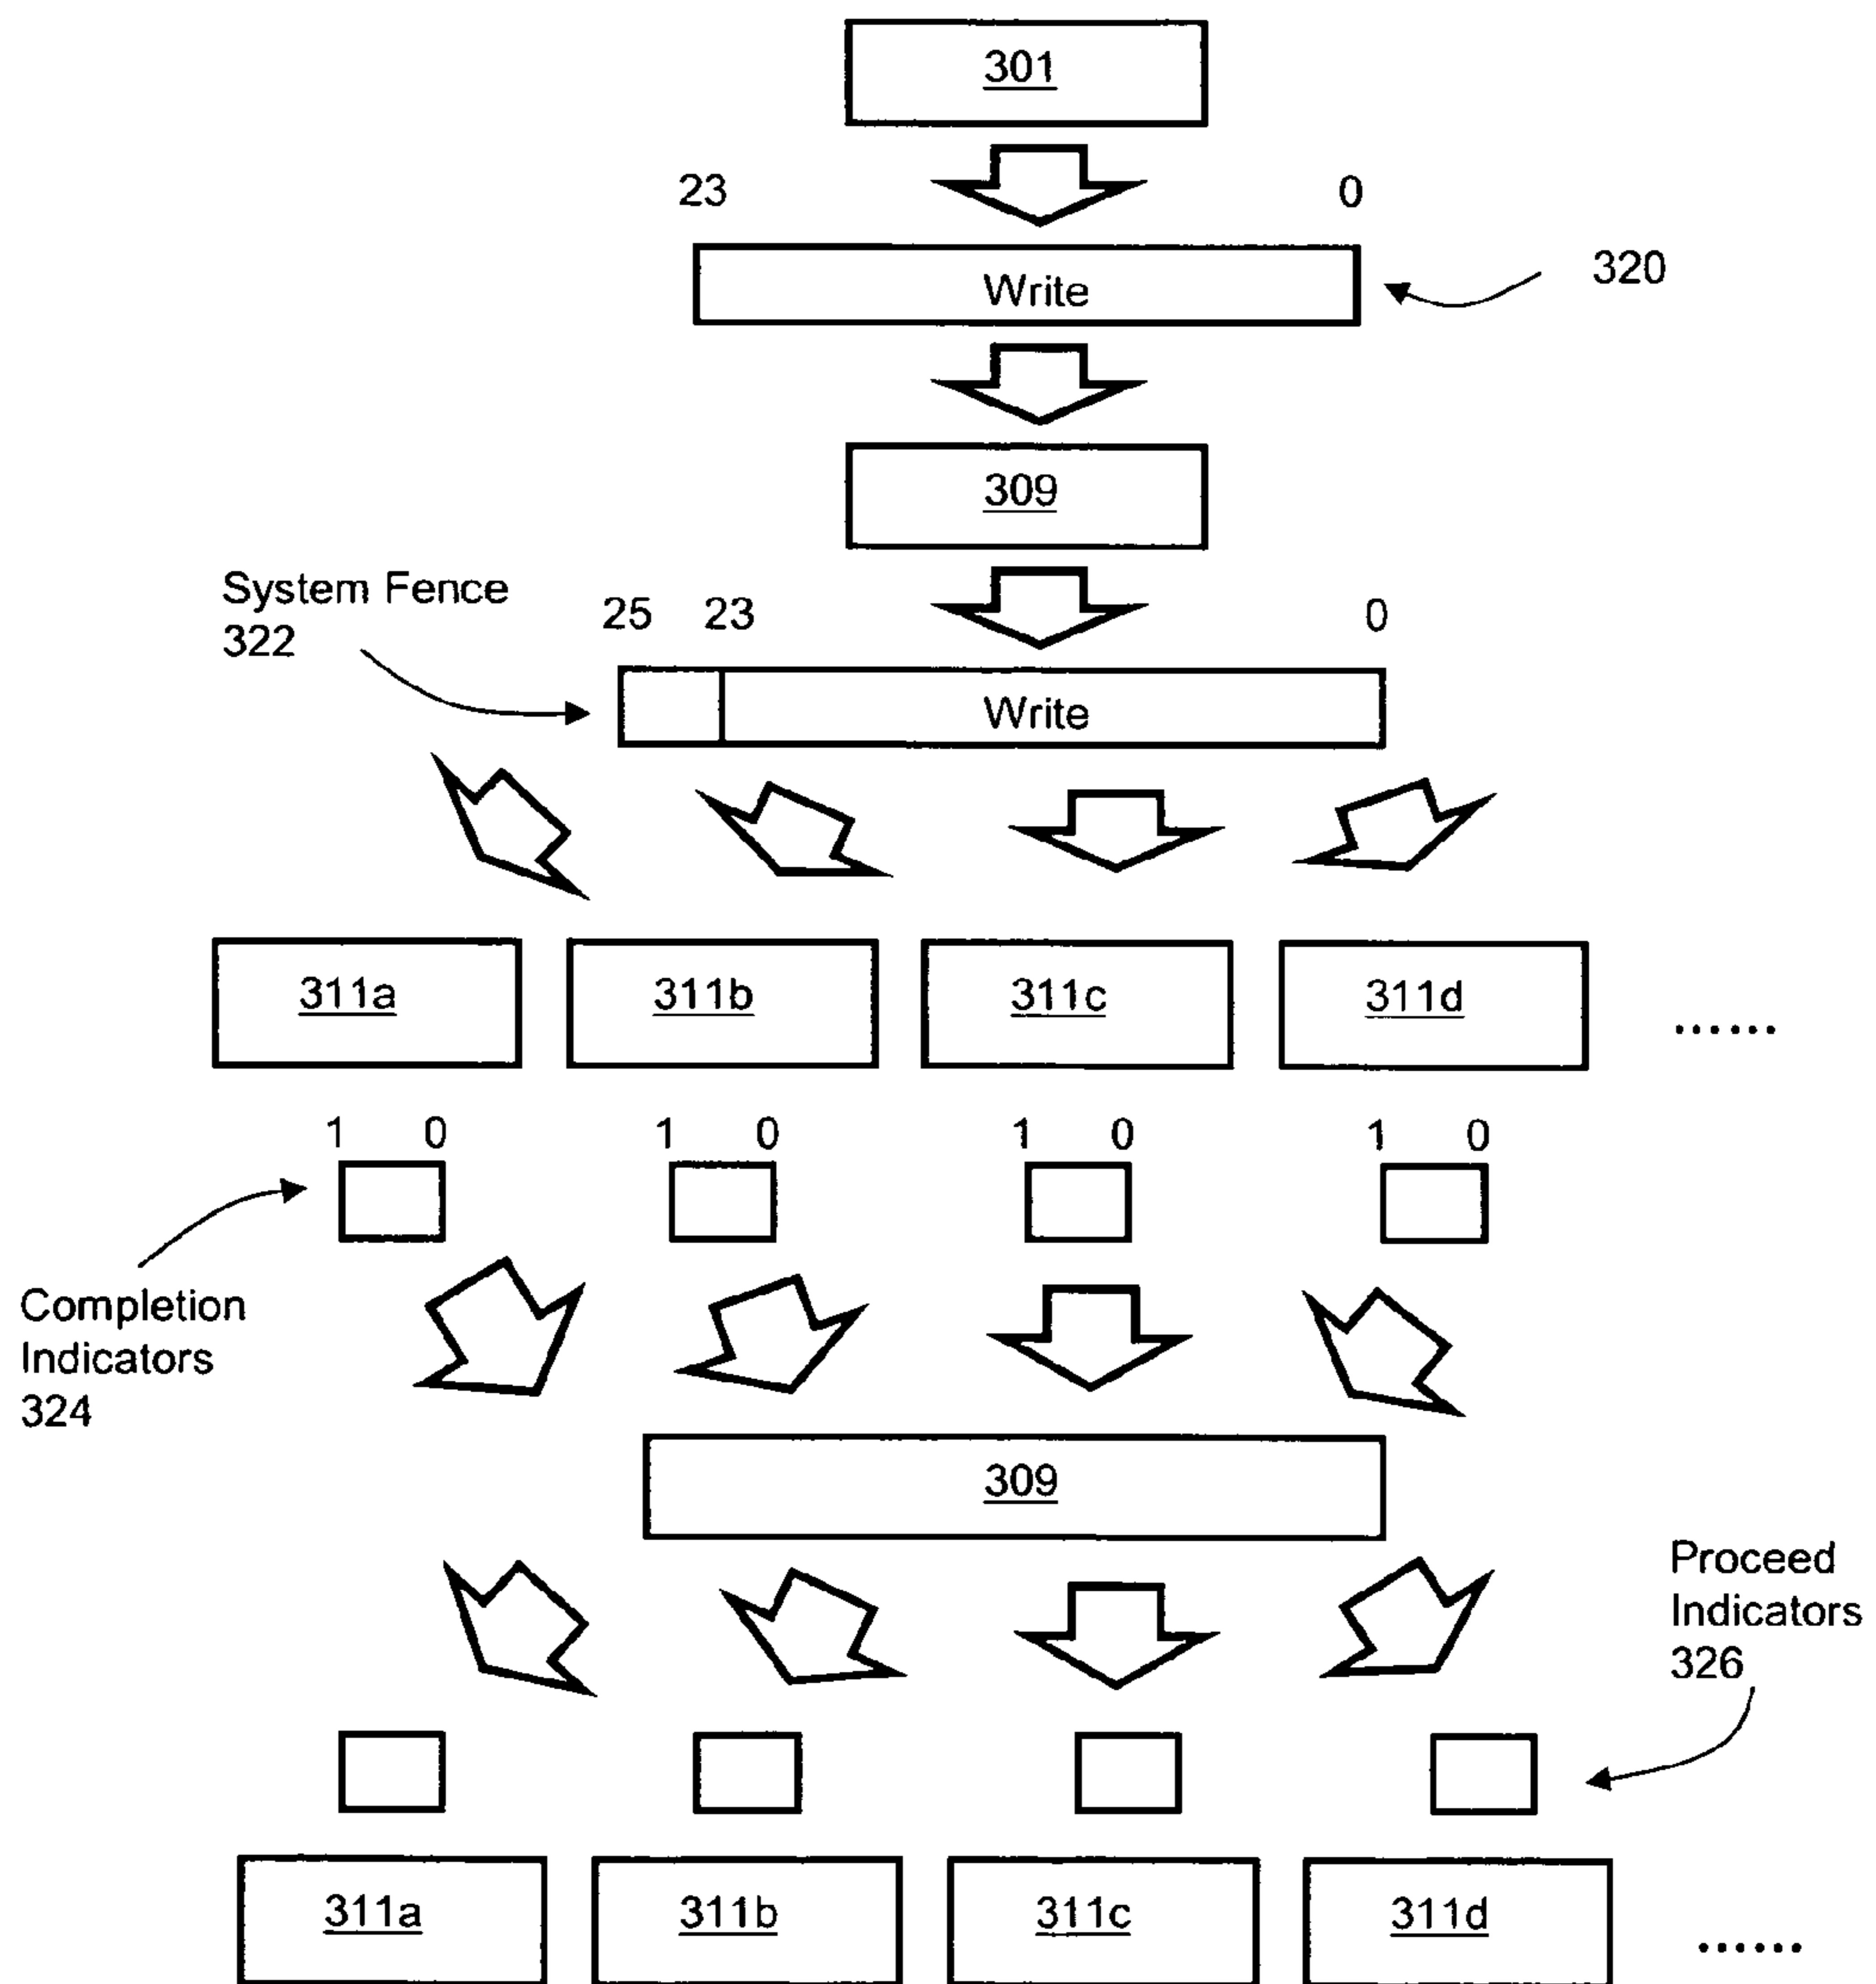 301
23 0
Write
320
309
System Fence
322
25 23 0
Write
311a 311b 311c 311d ......
1 0 1 0 1 0 1 0
Completion
Indicators
324
309
Proceed
Indicators
326
311a 311b 311c 311d ......